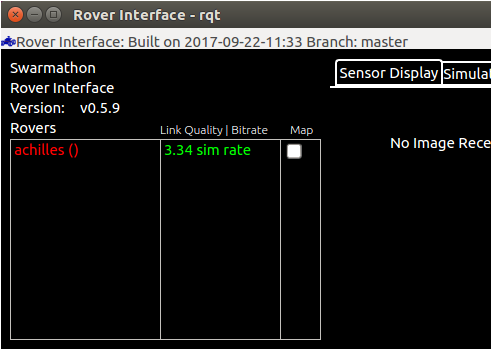 Rover Interface - rqt
Rover Interface: Built on 2017-09-22-11:33 Branch: master
Swarmathon
Rover Interface
Version: v0.5.9
Rovers Link Quality | Bitrate Map
achilles () 3.34 sim rate
Sensor Display Simulat
No Image Rece